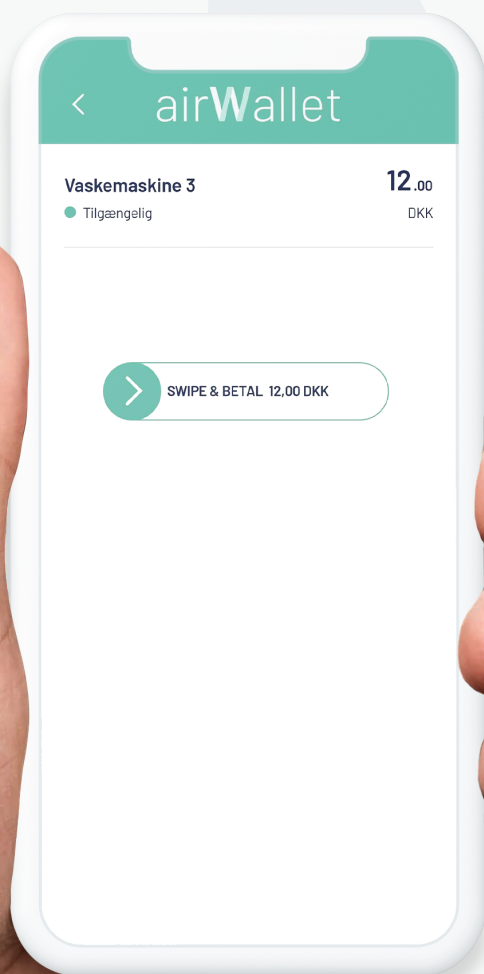 airWallet
Vaskemaskine 3
12.00
Tilgængelig
DKK
SWIPE & BETAL 12,00 DKK